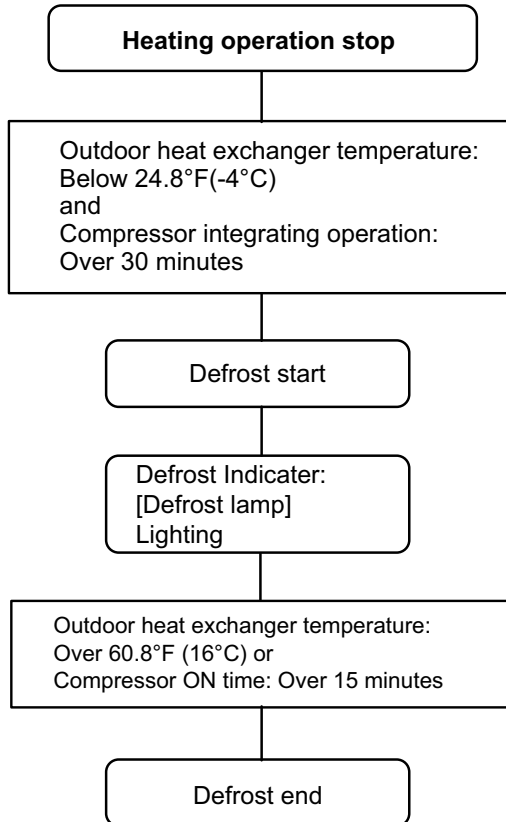 Heating operation stop
Outdoor heat exchanger temperature:
Below 24.8°F(-4°C)
and
Compressor integrating operation:
Over 30 minutes
Defrost start
Defrost Indicater:
[Defrost lamp]
Lighting
Outdoor heat exchanger temperature:
Over 60.8°F (16°C) or
Compressor ON time: Over 15 minutes
Defrost end